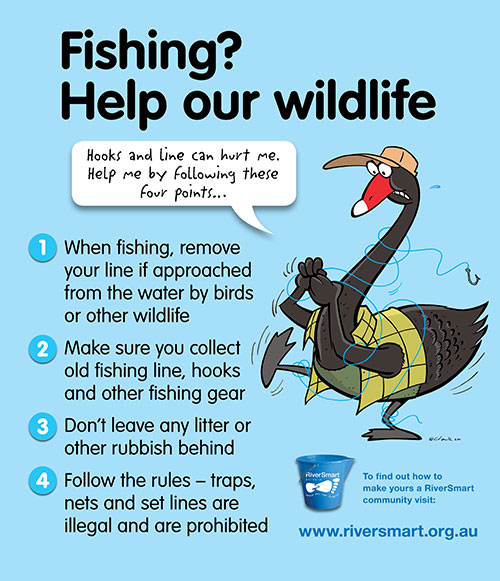 Fishing?
Help our wildlife
Hooks and line can hurt me.
Help me by following these
four points...
1 When fishing, remove
your line if approached
from the water by birds
or other wildlife
2 Make sure you collect
old fishing line, hooks
and other fishing gear
3 Don't leave any litter or
other rubbish behind
4 Follow the rules – traps,
nets and set lines are
illegal and are prohibited
RiverSmart
To find out how to
make yours a RiverSmart
community visit:
www.riversmart.org.au